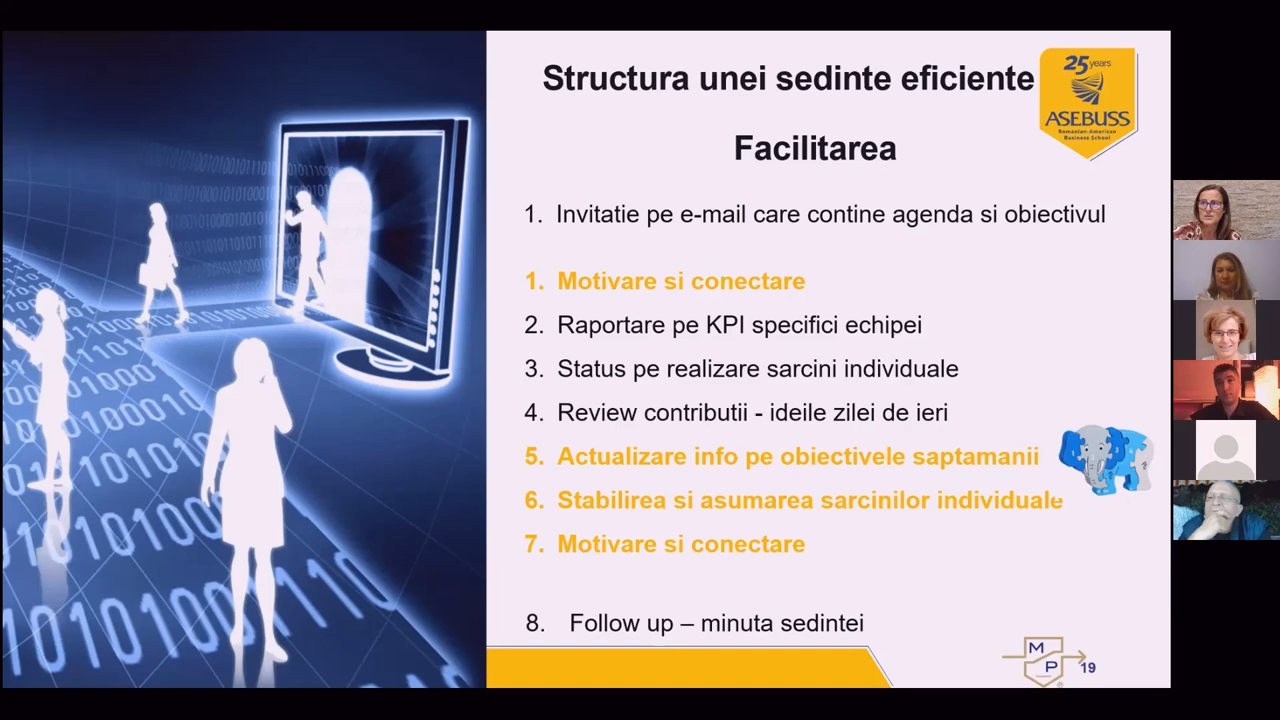 Structura unei sedinte eficiente
Facilitarea
25 years
ASEBUSS
Romanian-American
Business School
1. Invitatie pe e-mail care contine agenda si obiectivul
1. Motivare si conectare
2. Raportare pe KPI specifici echipei
3. Status pe realizare sarcini individuale
4. Review contributii - ideile zilei de ieri
5. Actualizare info pe obiectivele saptamanii
6. Stabilirea si asumarea sarcinilor individuale
7. Motivare si conectare
8. Follow up – minuta sedintei
M
P
®
19